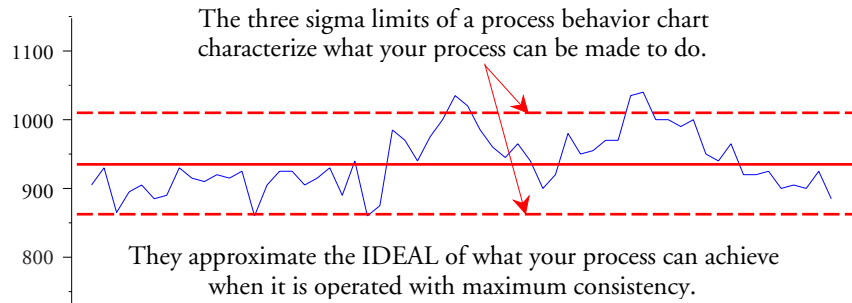 The three sigma limits of a process behavior chart
characterize what your process can be made to do.
1100
1000
900
800
They approximate the IDEAL of what your process can achieve
when it is operated with maximum consistency.